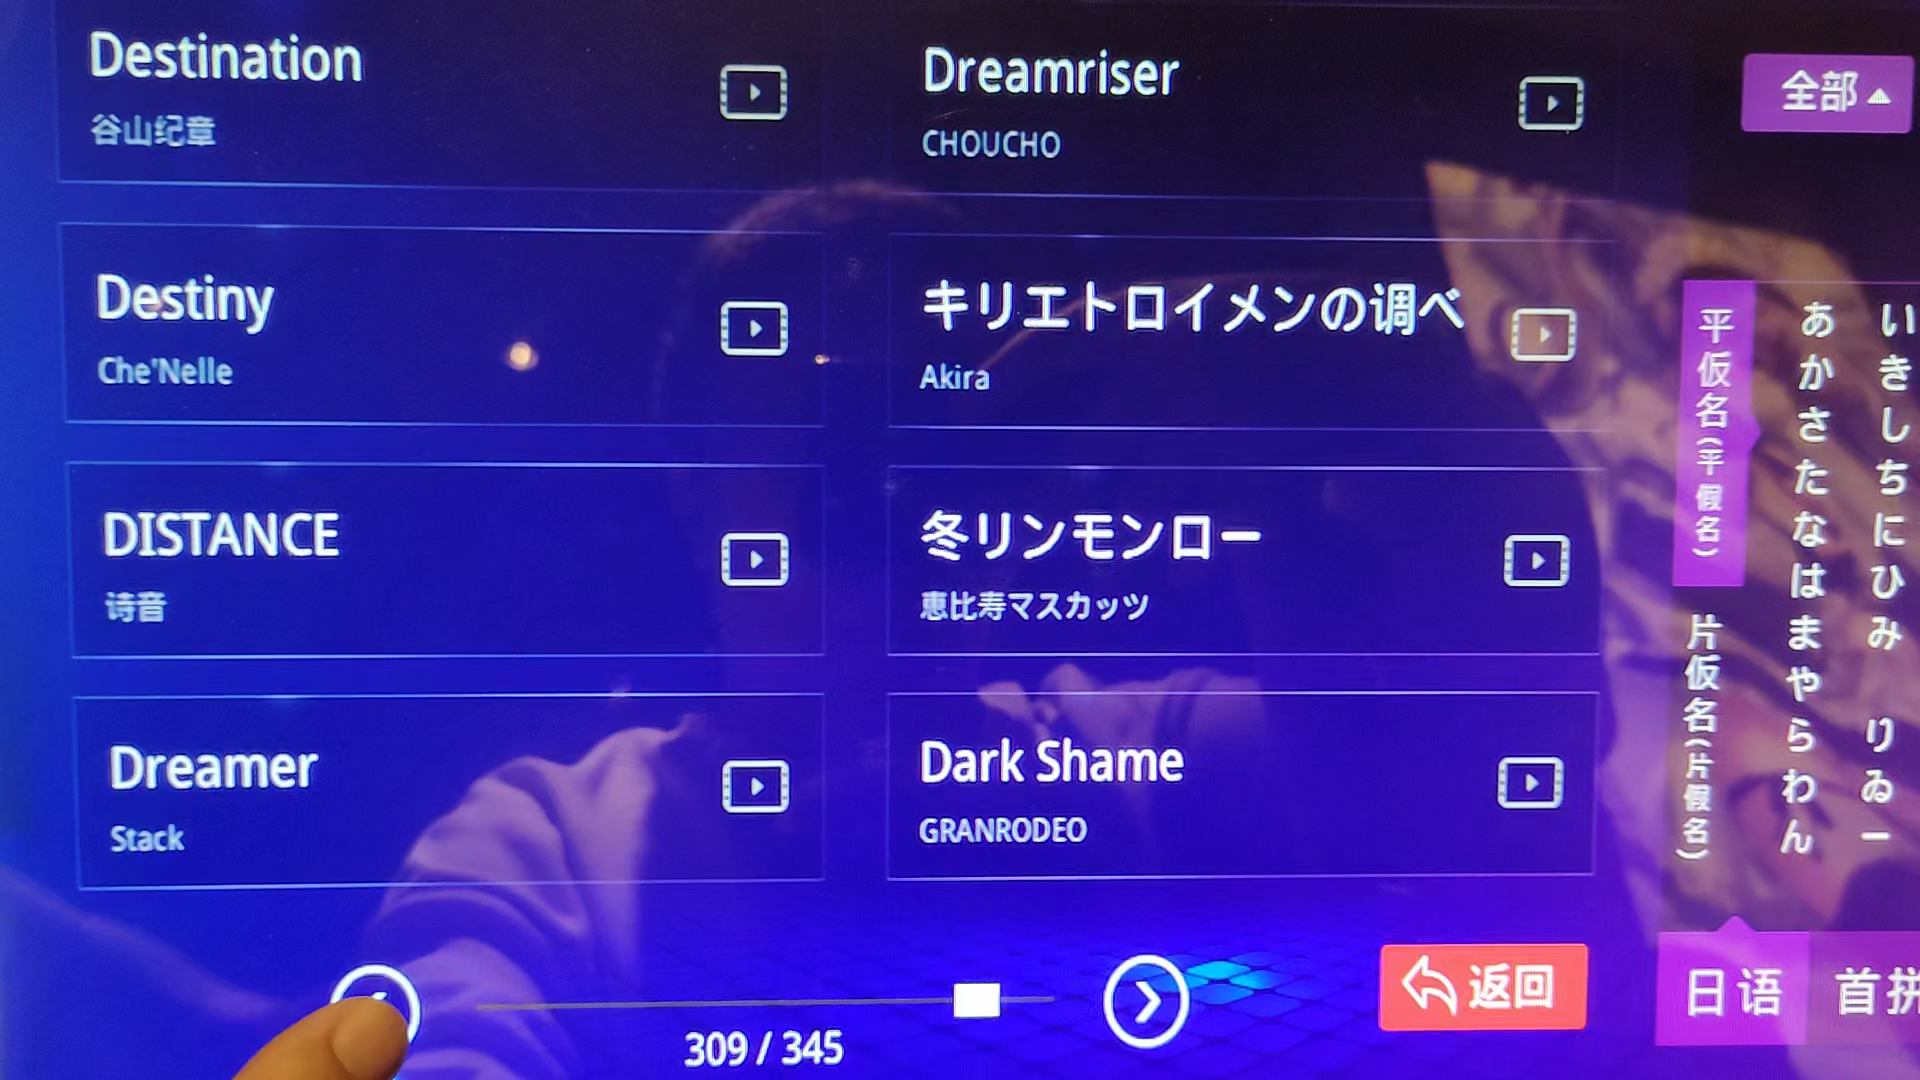 Destination
谷山纪章
Dreamriser
CHOUCHO
Destiny
Che'Nelle
キリエトロイメンの调べ
Akira
DISTANCE
诗音
冬リンモンロー
恵比寿マスカッツ
Dreamer
Stack
Dark Shame
GRANRODEO
309 / 345
返回
全部
平仮名(平假名)
片仮名(片假名)
あかさたなはまやらわん
いきしちにひみ りゐー
日语
首拼